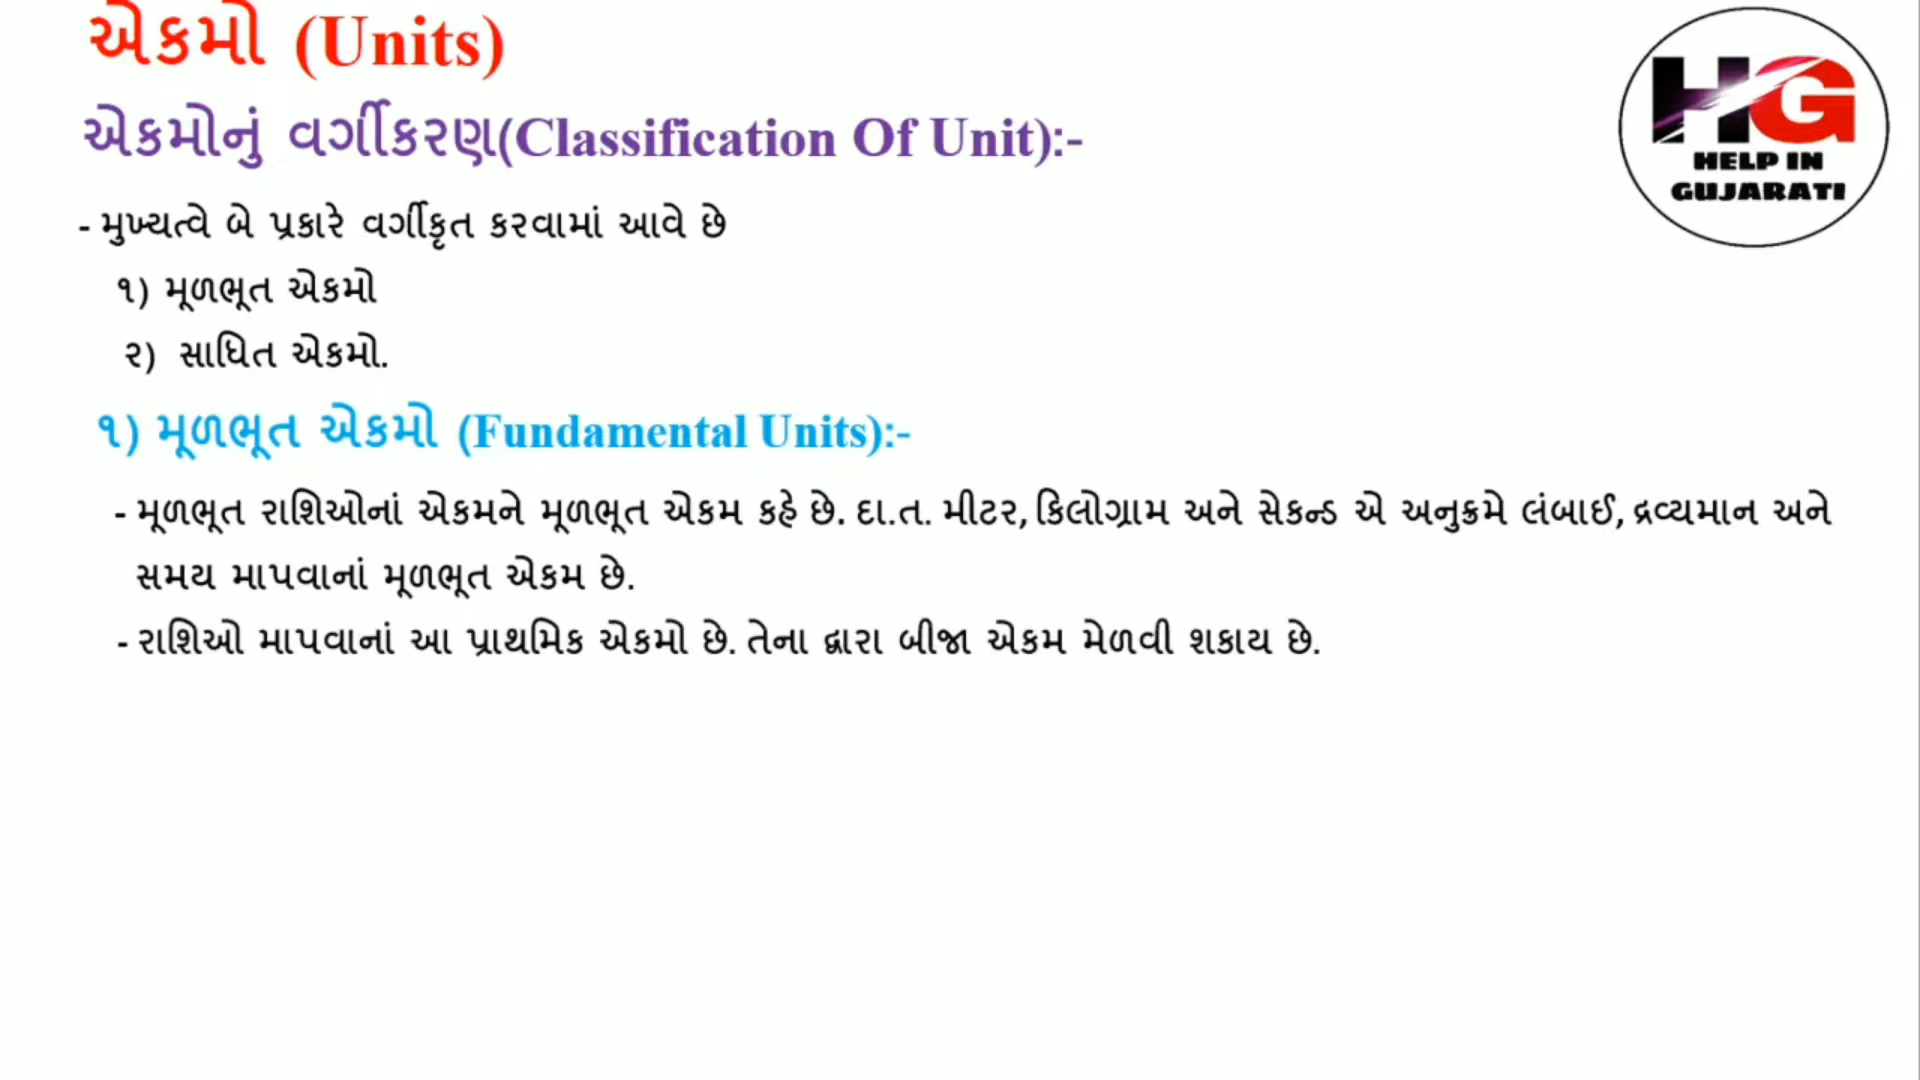 એકમો (Units)
એકમોનું વર્ગીકરણ(Classification Of Unit):-
HG
HELP IN
GUJARATI
- મુખ્યત્વે બે પ્રકારે વર્ગીકૃત કરવામાં આવે છે
૧) મૂળભૂત એકમો
૨) સાધિત એકમો.
૧) મૂળભૂત એકમો (Fundamental Units):-
- મૂળભૂત રાશિઓનાં એકમને મૂળભૂત એકમ કહે છે. દા.ત. મીટર, કિલોગ્રામ અને સેકન્ડ એ અનુક્રમે લંબાઈ, દ્રવ્યમાન અને
સમય માપવાનાં મૂળભૂત એકમ છે.
- રાશિઓ માપવાનાં આ પ્રાથમિક એકમો છે. તેના દ્વારા બીજા એકમ મેળવી શકાય છે.